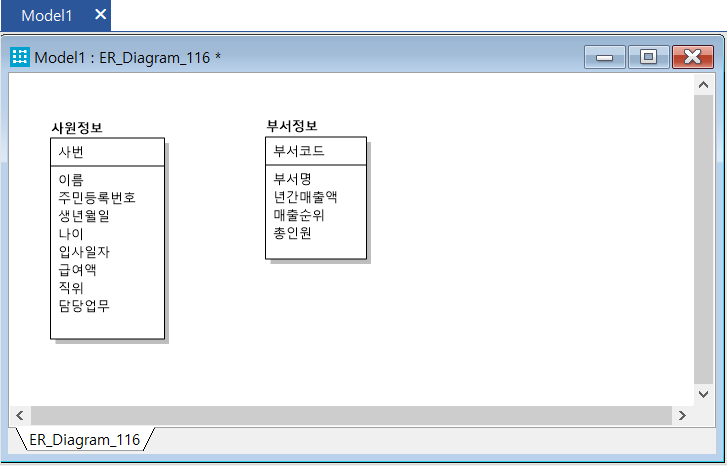 Model1
Model1 : ER_Diagram_116 *
사원정보
사번
이름
주민등록번호
생년월일
나이
입사일자
급여액
직위
담당업무
부서정보
부서코드
부서명
년간매출액
매출순위
총인원
ER_Diagram_116